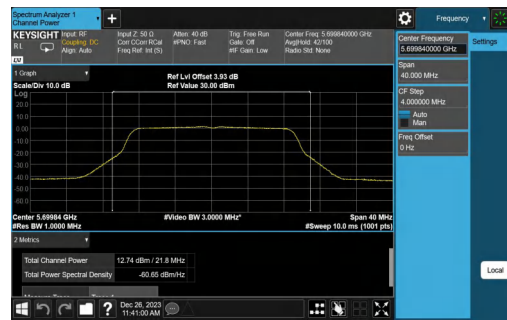 Spectrum Analyzer 1
Channel Power
+
Frequency
KEYSIGHT
RL
Input: RF
Coupling: DC
Align: Auto
Input Z: 50 Ω
Corr CCorr RCal
Freq Ref: Int (S)
Atten: 40 dB
#PNO: Fast
Trig: Free Run
Gate: Off
#IF Gain: Low
Center Freq: 5.699840000 GHz
Avg|Hold: 42/100
Radio Std: None
LW
1 Graph
Scale/Div 10.0 dB
Ref Lvl Offset 3.93 dB
Ref Value 30.00 dBm
Log
20.0
10.0
0.00
-10.0
-20.0
-30.0
-40.0
-50.0
-60.0
Center 5.69984 GHz
#Res BW 1.0000 MHz
#Video BW 3.0000 MHz*
Span 40 MHz
#Sweep 10.0 ms (1001 pts)
2 Metrics
Total Channel Power 12.74 dBm / 21.8 MHz
Total Power Spectral Density -60.65 dBm/Hz
Dec 26, 2023
11:41:00 AM
?
Center Frequency
5.699840000 GHz
Settings
Span
40.000 MHz
CF Step
4.000000 MHz
Auto
Man
Freq Offset
0 Hz
Local